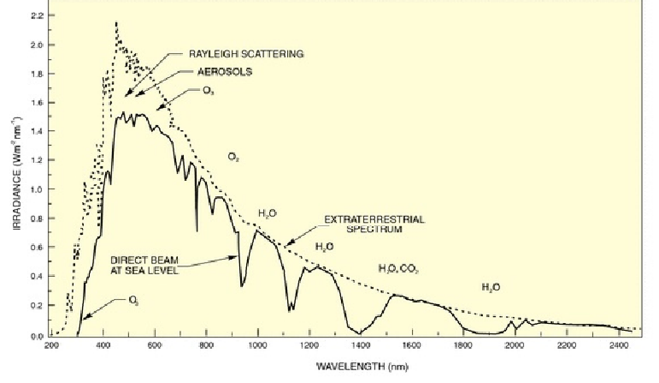 2.2
2.0
1.8
1.6
1.4
1.2
1.0
0.8
0.6
0.4
0.2
0.0
IRRADIANCE (Wm⁻²nm⁻¹)
RAYLEIGH SCATTERING
AEROSOLS
O₃
O₂
H₂O
EXTRATERRESTRIAL
SPECTRUM
H₂O
DIRECT BEAM
AT SEA LEVEL
H₂O,CO₂
H₂O
200 400 600 800 1000 1200 1400 1600 1800 2000 2200 2400
WAVELENGTH (nm)